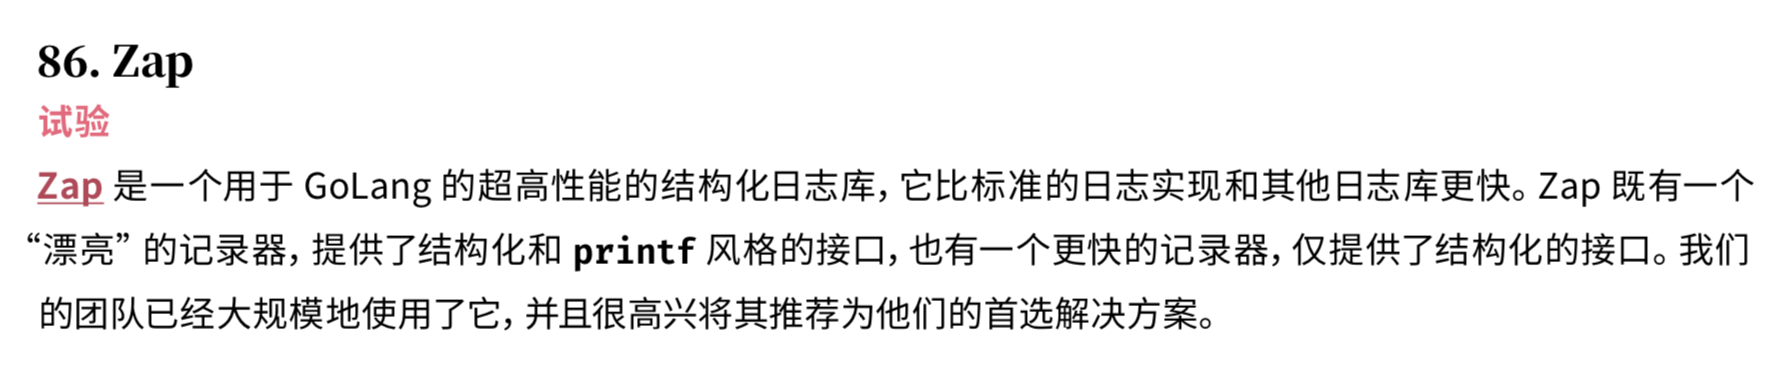 86. Zap
试验
Zap 是一个用于 GoLang 的超高性能的结构化日志库，它比标准的日志实现和其他日志库更快。Zap 既有一个
“漂亮” 的记录器，提供了结构化和 printf 风格的接口，也有一个更快的记录器，仅提供了结构化的接口。我们
的团队已经大规模地使用了它，并且很高兴将其推荐为他们的首选解决方案。